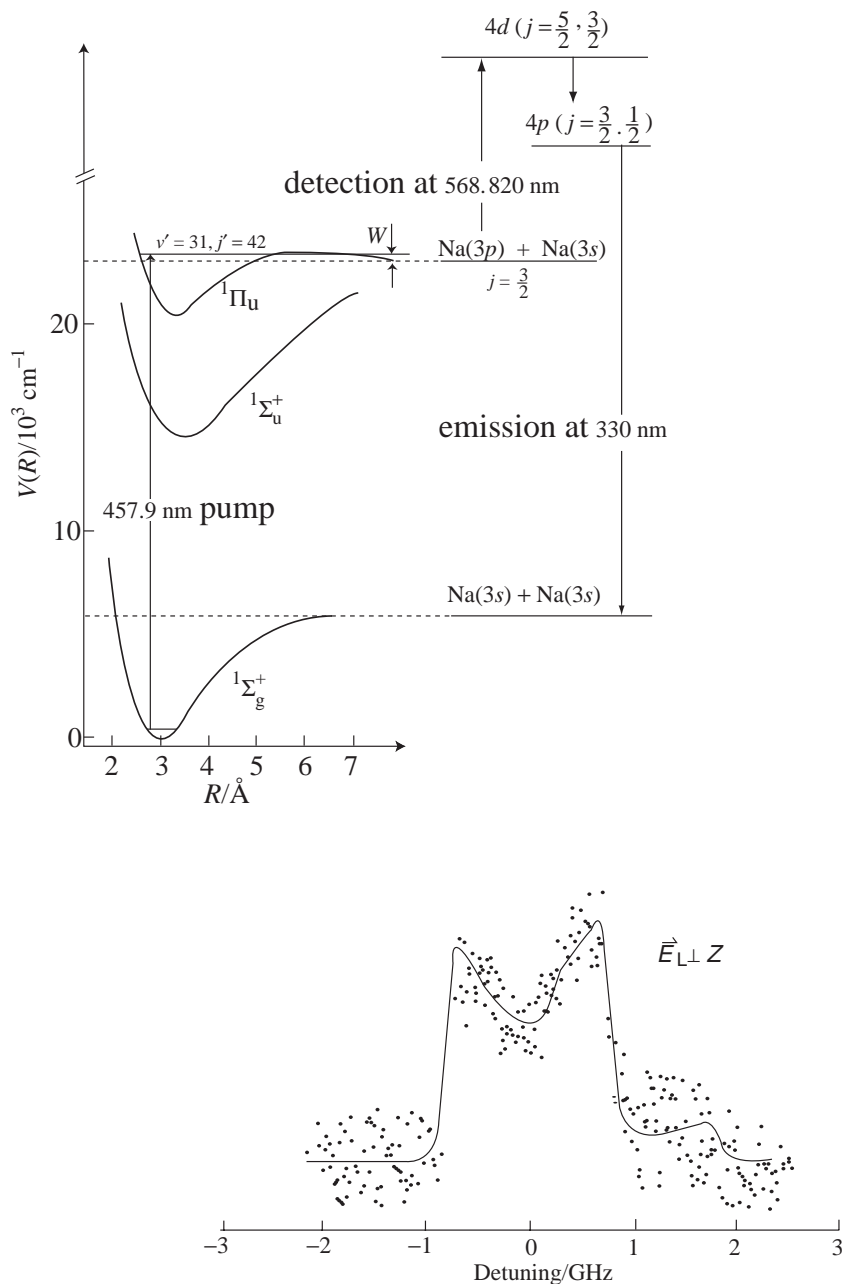 4d (j = 5/2 , 3/2)
4p (j = 3/2 . 1/2)
detection at 568.820 nm
v′ = 31, j′ = 42
W
Na(3p) + Na(3s)
j = 3/2
¹Πu
20
¹Σu⁺
V(R)/10³ cm⁻¹
emission at 330 nm
457.9 nm pump
10
Na(3s) + Na(3s)
¹Σg⁺
0
2 3 4 5 6 7
R/Å
E⃗L ⊥ Z
−3 −2 −1 0 1 2 3
Detuning/GHz